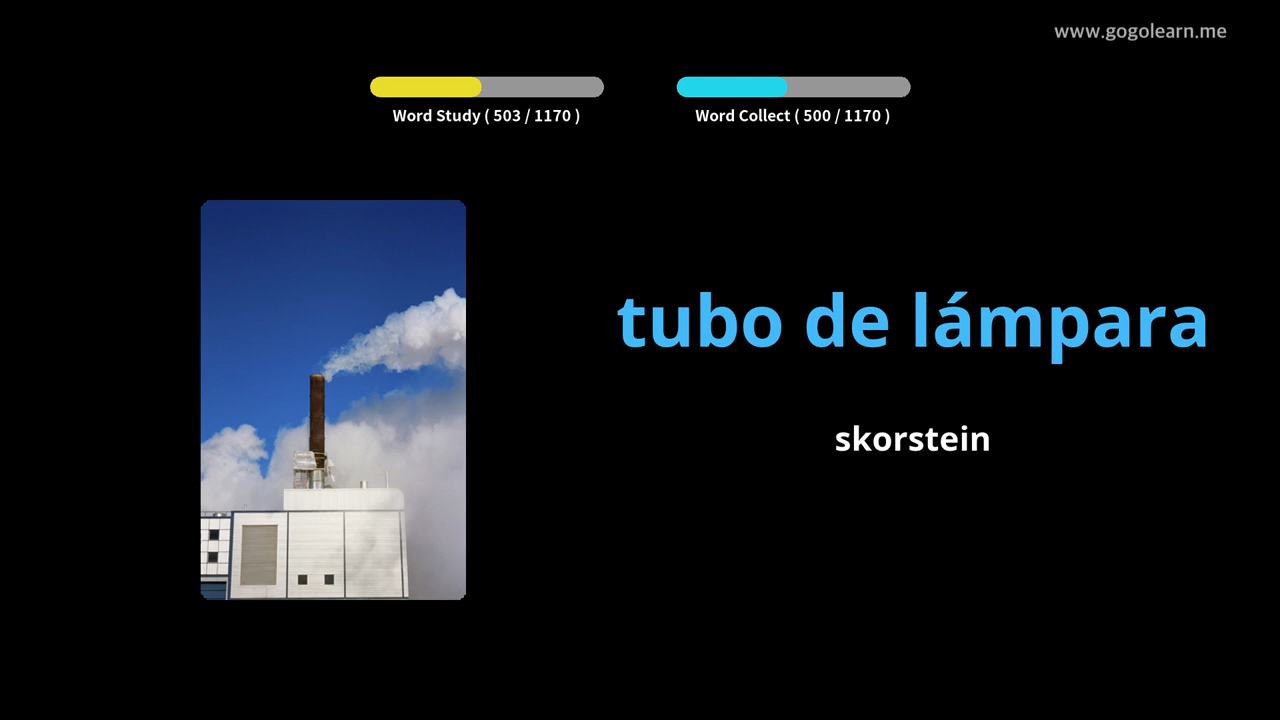 www.gogolearn.me
Word Study ( 503 / 1170 )
Word Collect ( 500 / 1170 )
tubo de lámpara
skorstein